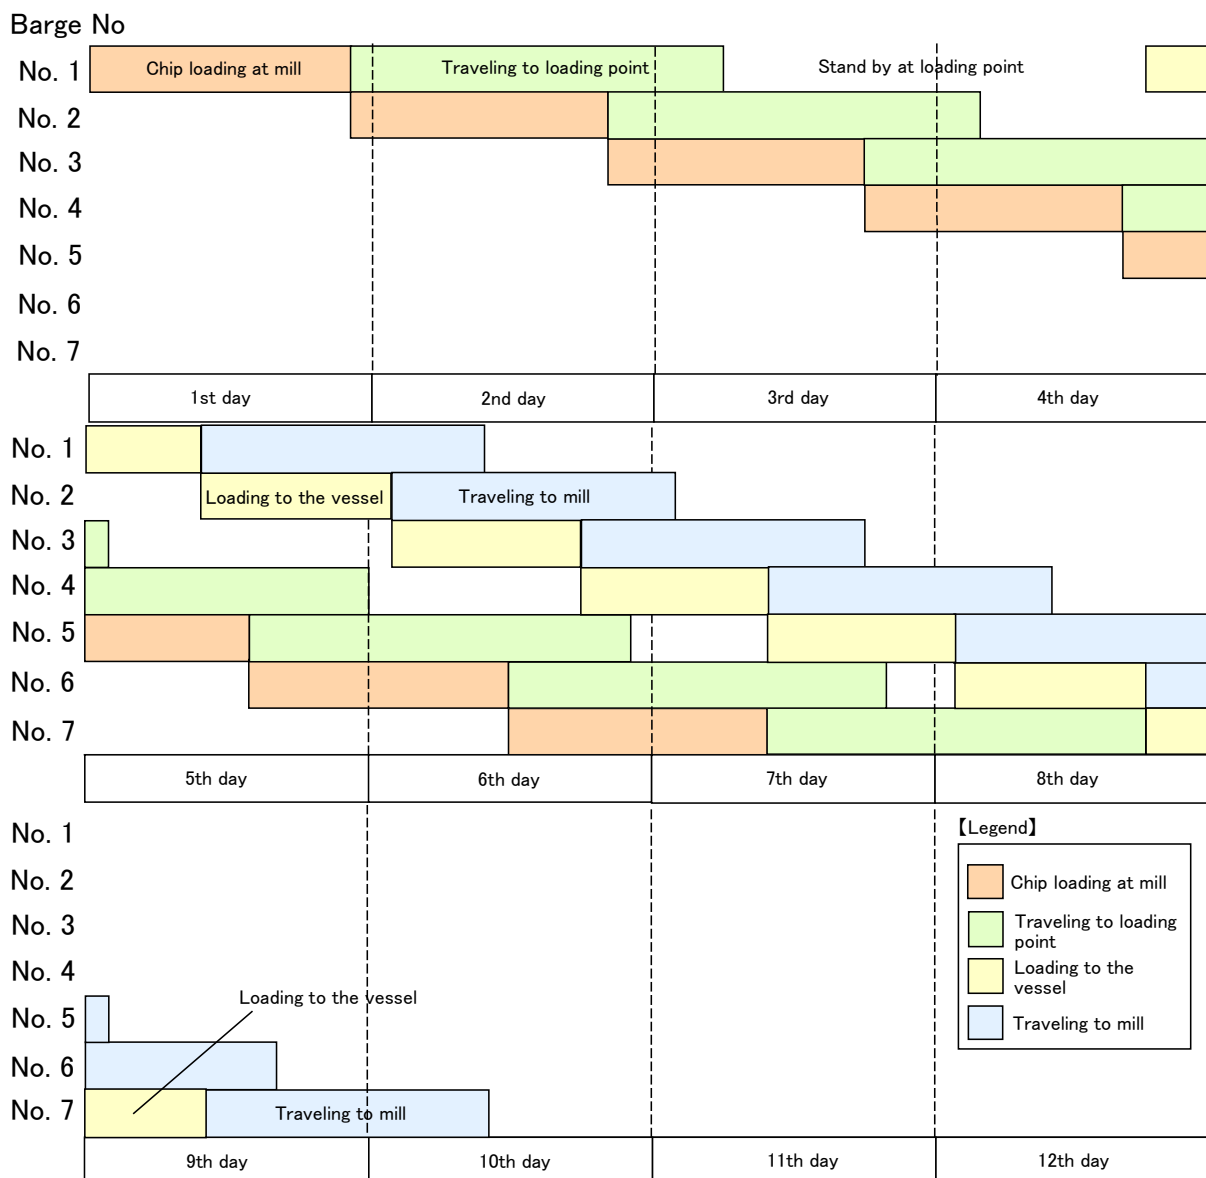 Barge No
No. 1
Chip loading at mill
Traveling to loading point
Stand by at loading point
No. 2
No. 3
No. 4
No. 5
No. 6
No. 7
1st day
2nd day
3rd day
4th day
No. 1
No. 2
Loading to the vessel
Traveling to mill
No. 3
No. 4
No. 5
No. 6
No. 7
5th day
6th day
7th day
8th day
No. 1
No. 2
No. 3
No. 4
No. 5
Loading to the vessel
No. 6
No. 7
Traveling to mill
9th day
10th day
11th day
12th day
【Legend】
Chip loading at mill
Traveling to loading
point
Loading to the
vessel
Traveling to mill